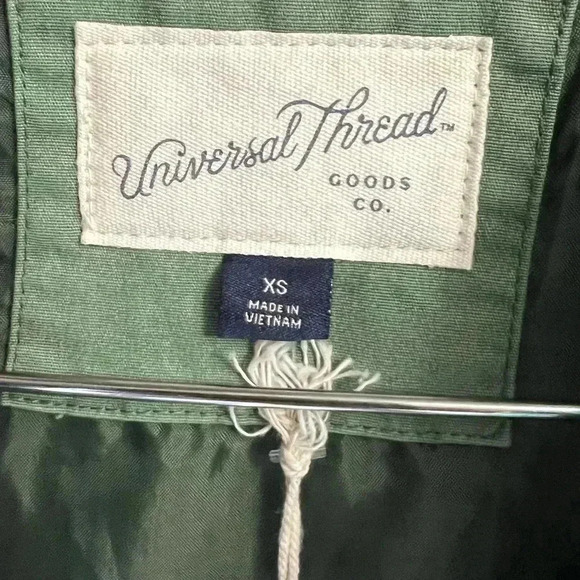 Universal Thread™
GOODS
CO.
XS
MADE IN
VIETNAM